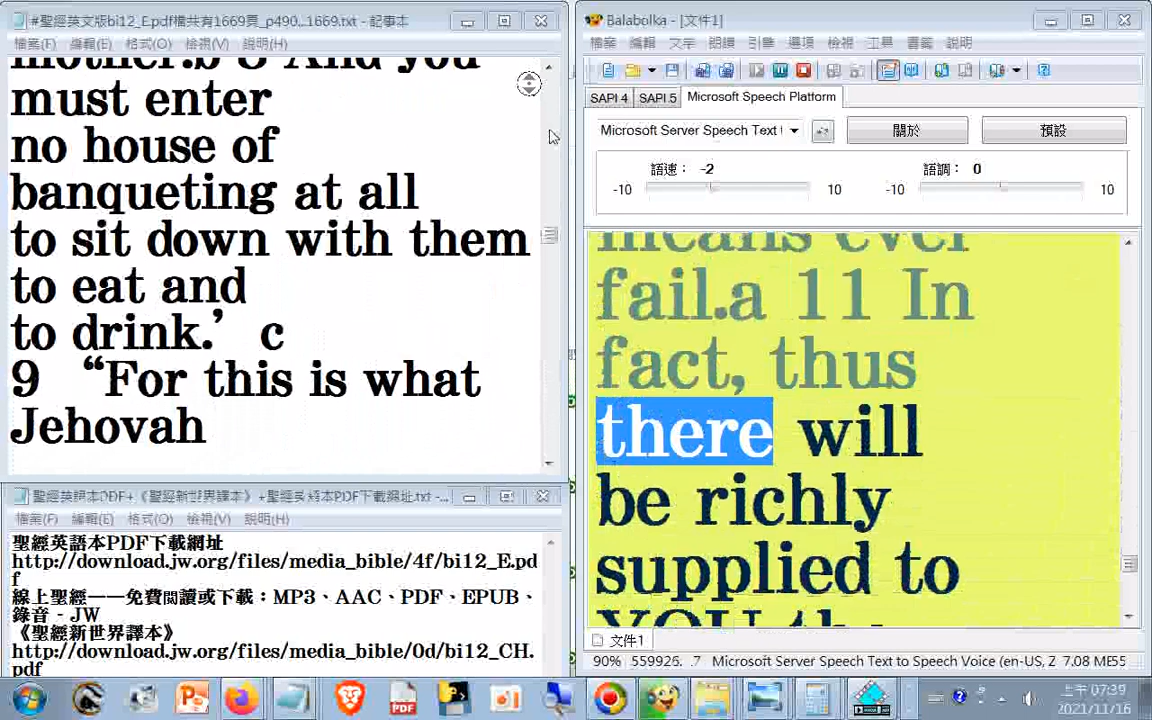 #聖經英文版bi12_E.pdf檔共有1669頁_p490...1669.txt - 記事本
檔案(F) 編輯(E) 格式(O) 檢視(V) 說明(H)
mother.b 8 And you
must enter
no house of
banqueting at all
to sit down with them
to eat and
to drink.’ c
9 “For this is what
Jehovah
聖經英語本PDF+《聖經新世界譯本》+聖經英語本PDF下載網址.txt - ...
檔案(F) 編輯(E) 格式(O) 檢視(V) 說明(H)
聖經英語本PDF下載網址
http://download.jw.org/files/media_bible/4f/bi12_E.pd
f
線上聖經——免費閱讀或下載：MP3、AAC、PDF、EPUB、
錄音 - JW
《聖經新世界譯本》
http://download.jw.org/files/media_bible/0d/bi12_CH.
pdf
Balabolka - [文件1]
檔案 編輯 文字 朗讀 引擎 選項 檢視 工具 書籤 說明
SAPI 4 SAPI 5 Microsoft Speech Platform
Microsoft Server Speech Text 關於 預設
語速： -2 語調： 0
-10 10 -10 10
means ever
fail.a 11 In
fact, thus
there will
be richly
supplied to
YOU the
文件1
90% 559926. .7 Microsoft Server Speech Text to Speech Voice (en-US, Z 7.08 ME55
上午 07:39
2021/11/16